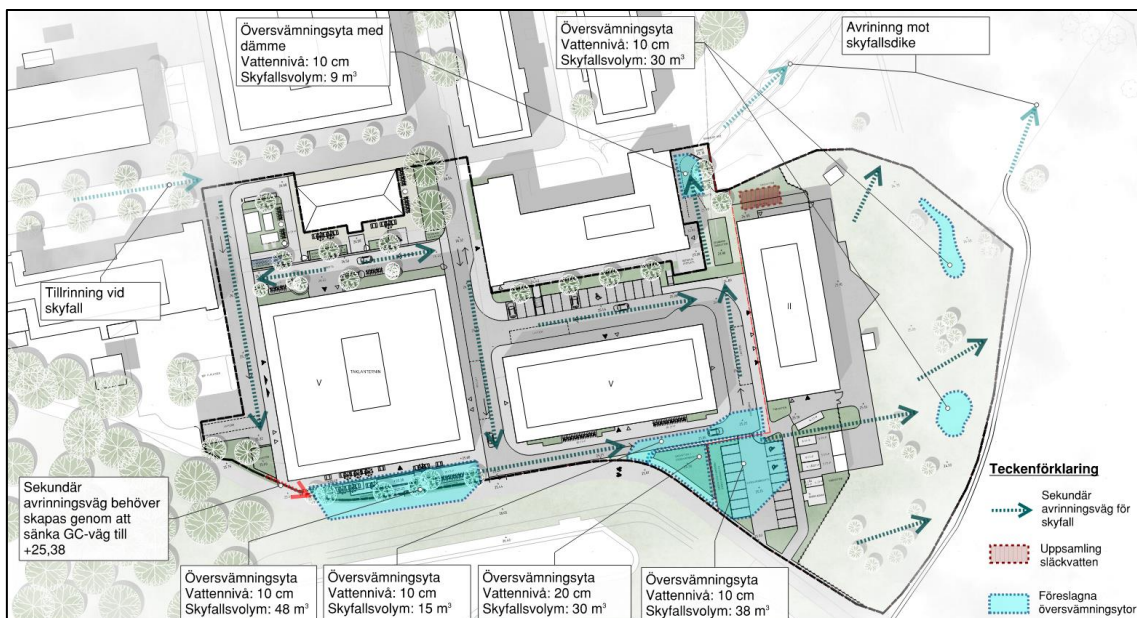 Översvämningsyta med
dämme
Vattennivå: 10 cm
Skyfallsvolym: 9 m³
Översvämningsyta
Vattennivå: 10 cm
Skyfallsvolym: 30 m³
Avrininng mot
skyfallsdike
Tillrinning vid
skyfall
V
V
II
Sekundär
avrinningsväg behöver
skapas genom att
sänka GC-väg till
+25,38
Översvämningsyta
Vattennivå: 10 cm
Skyfallsvolym: 48 m³
Översvämningsyta
Vattennivå: 10 cm
Skyfallsvolym: 15 m³
Översvämningsyta
Vattennivå: 20 cm
Skyfallsvolym: 30 m³
Översvämningsyta
Vattennivå: 10 cm
Skyfallsvolym: 38 m³
Teckenförklaring
Sekundär
avrinningsväg för
skyfall
Uppsamling
släckvatten
Föreslagna
översvämningsytor